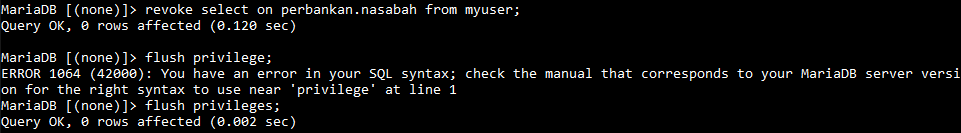 MariaDB [(none)]> revoke select on perbankan.nasabah from myuser;
Query OK, 0 rows affected (0.120 sec)
MariaDB [(none)]> flush privilege;
ERROR 1064 (42000): You have an error in your SQL syntax; check the manual that corresponds to your MariaDB server versi
on for the right syntax to use near 'privilege' at line 1
MariaDB [(none)]> flush privileges;
Query OK, 0 rows affected (0.002 sec)